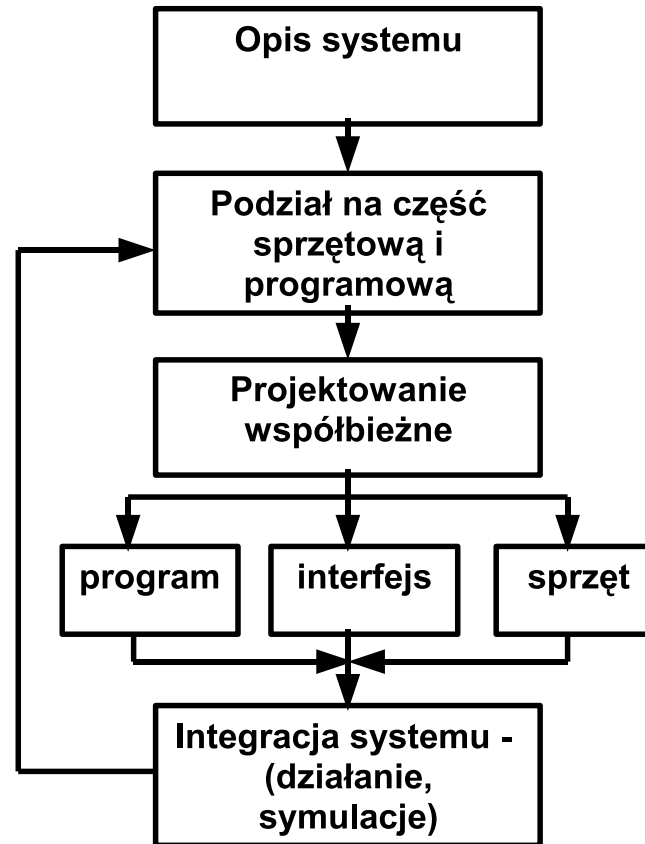 Opis systemu
Podział na część
sprzętową i
programową
Projektowanie
współbieżne
program
interfejs
sprzęt
Integracja systemu -
(działanie,
symulacje)